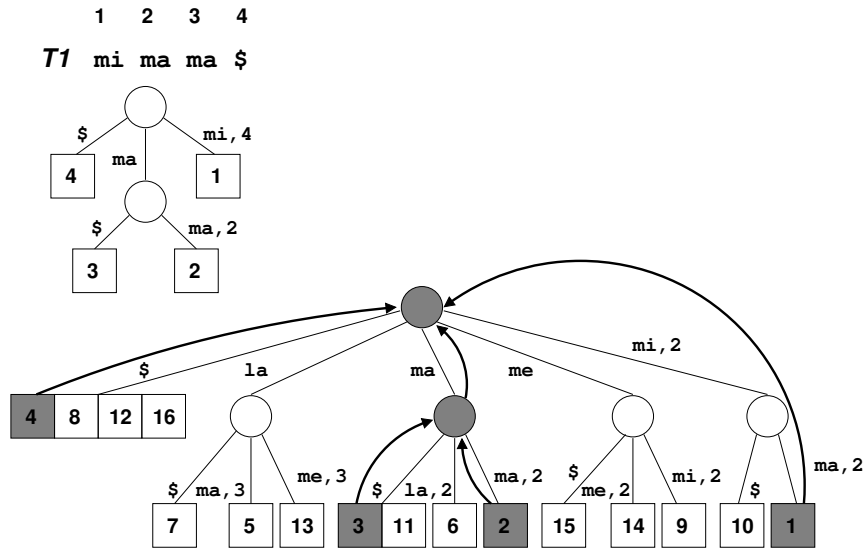 1 2 3 4
T1 mi ma ma $
$ mi,4
ma
4 1
$ ma,2
3 2
mi,2
$ la ma me
4 8 12 16
$ ma,3 me,3 $ la,2 ma,2 $ me,2 mi,2 $ ma,2
7 5 13 3 11 6 2 15 14 9 10 1